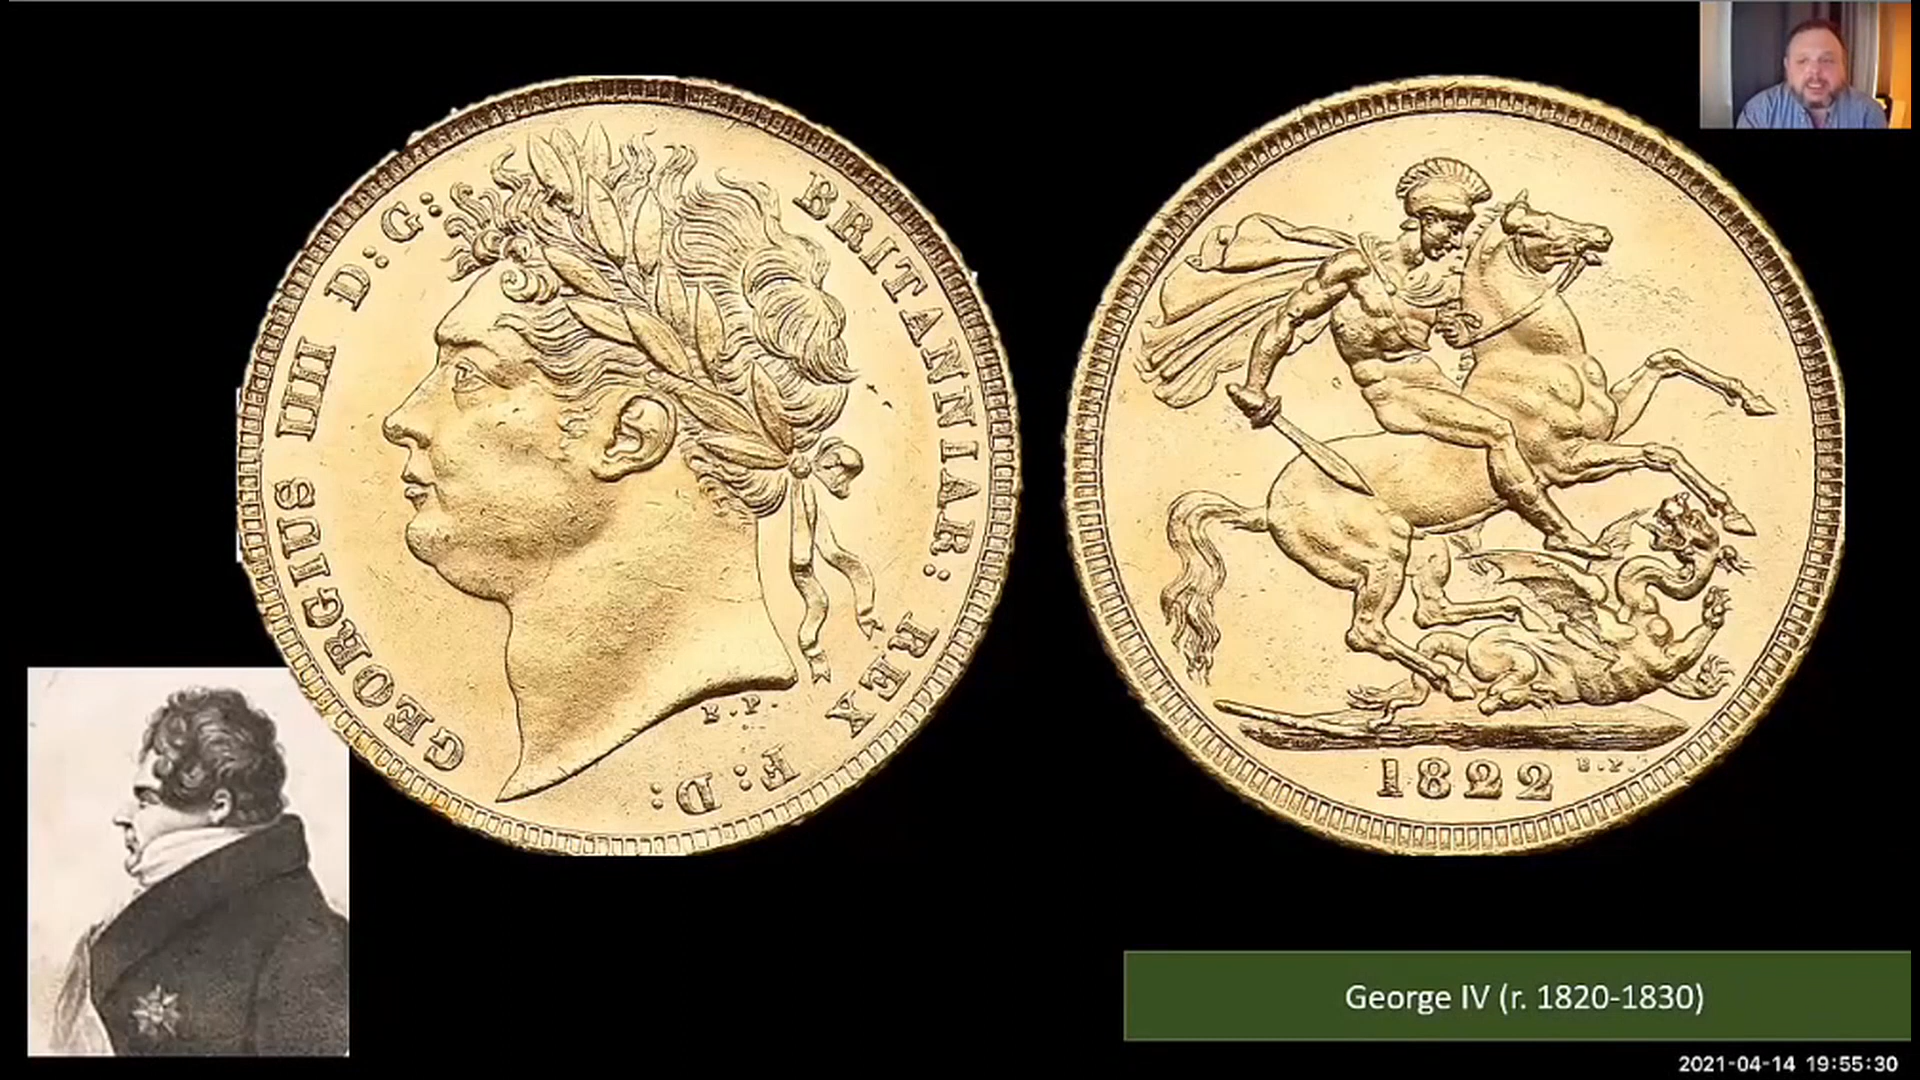 GEORGIUS IIII D: G: BRITANNIAR: REX F: D:
B.P.
1822
B.P.
George IV (r. 1820-1830)
2021-04-14 19:55:30